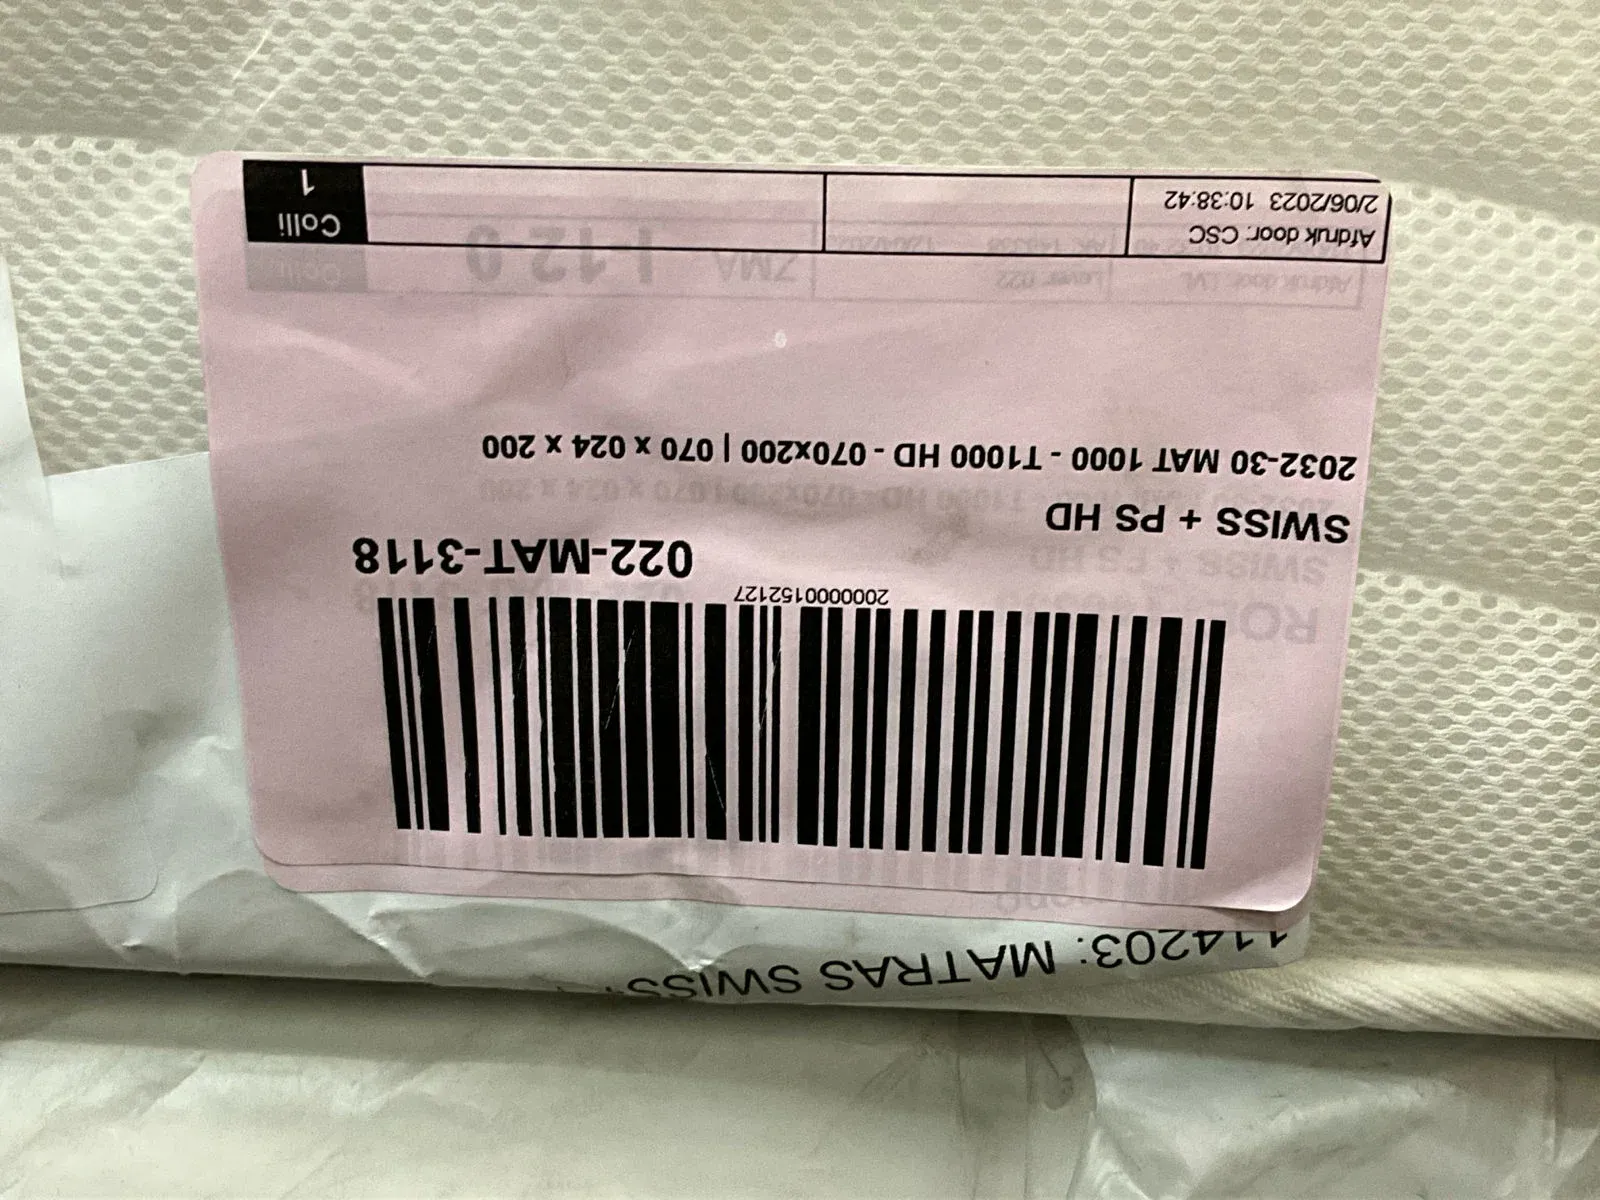 114203: MATRAS SWISS
2000000152127
022-MAT-3118
SWISS + PS HD
2032-30 MAT 1000 - T1000 HD - 070x200 | 070 x 024 x 200
Afdruk door: CSC
2/06/2023 10:38:42
Colli
1